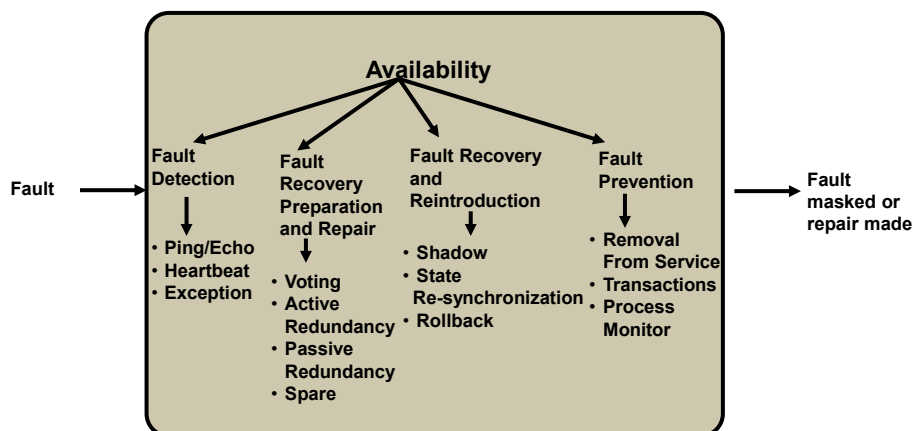 Availability
Fault
Fault
Detection
• Ping/Echo
• Heartbeat
• Exception
Fault
Recovery
Preparation
and Repair
• Voting
• Active
Redundancy
• Passive
Redundancy
• Spare
Fault Recovery
and
Reintroduction
• Shadow
• State
Re-synchronization
• Rollback
Fault
Prevention
• Removal
From Service
• Transactions
• Process
Monitor
Fault
masked or
repair made